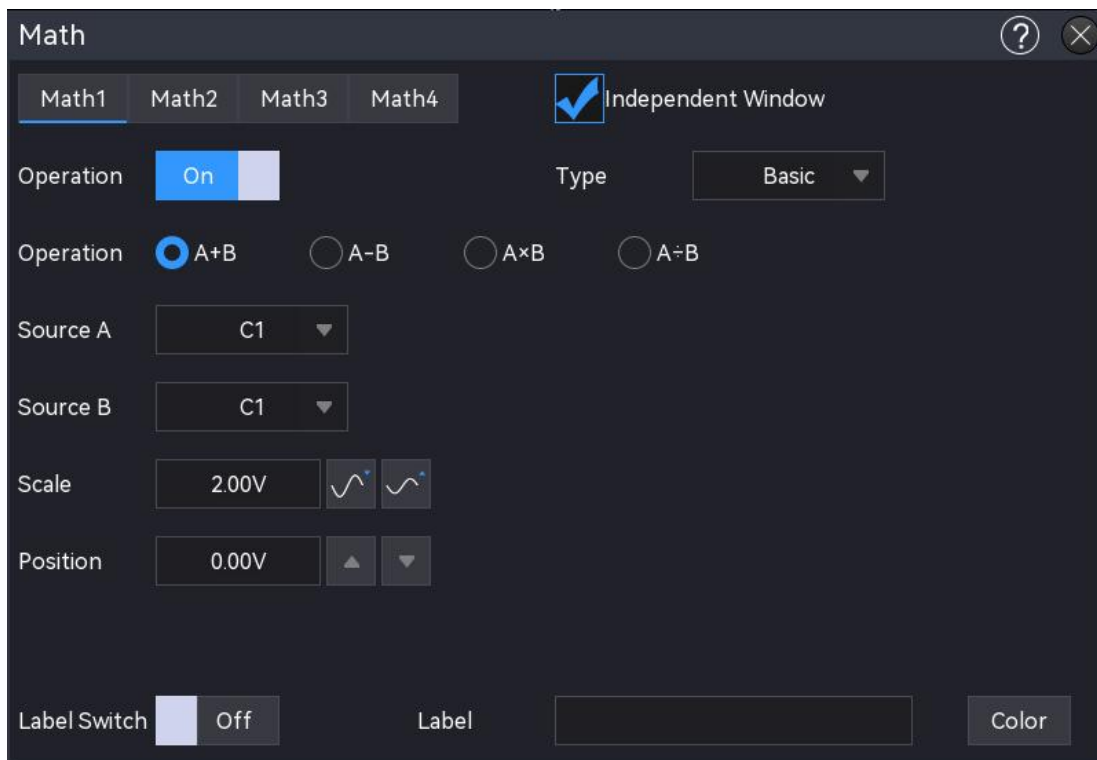 Math ?
Math1 Math2 Math3 Math4 Independent Window
Operation On Type Basic
Operation A+B A-B A×B A÷B
Source A C1
Source B C1
Scale 2.00V
Position 0.00V
Label Switch Off Label Color